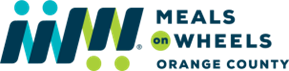 MEALS
on WHEELS
ORANGE COUNTY
®